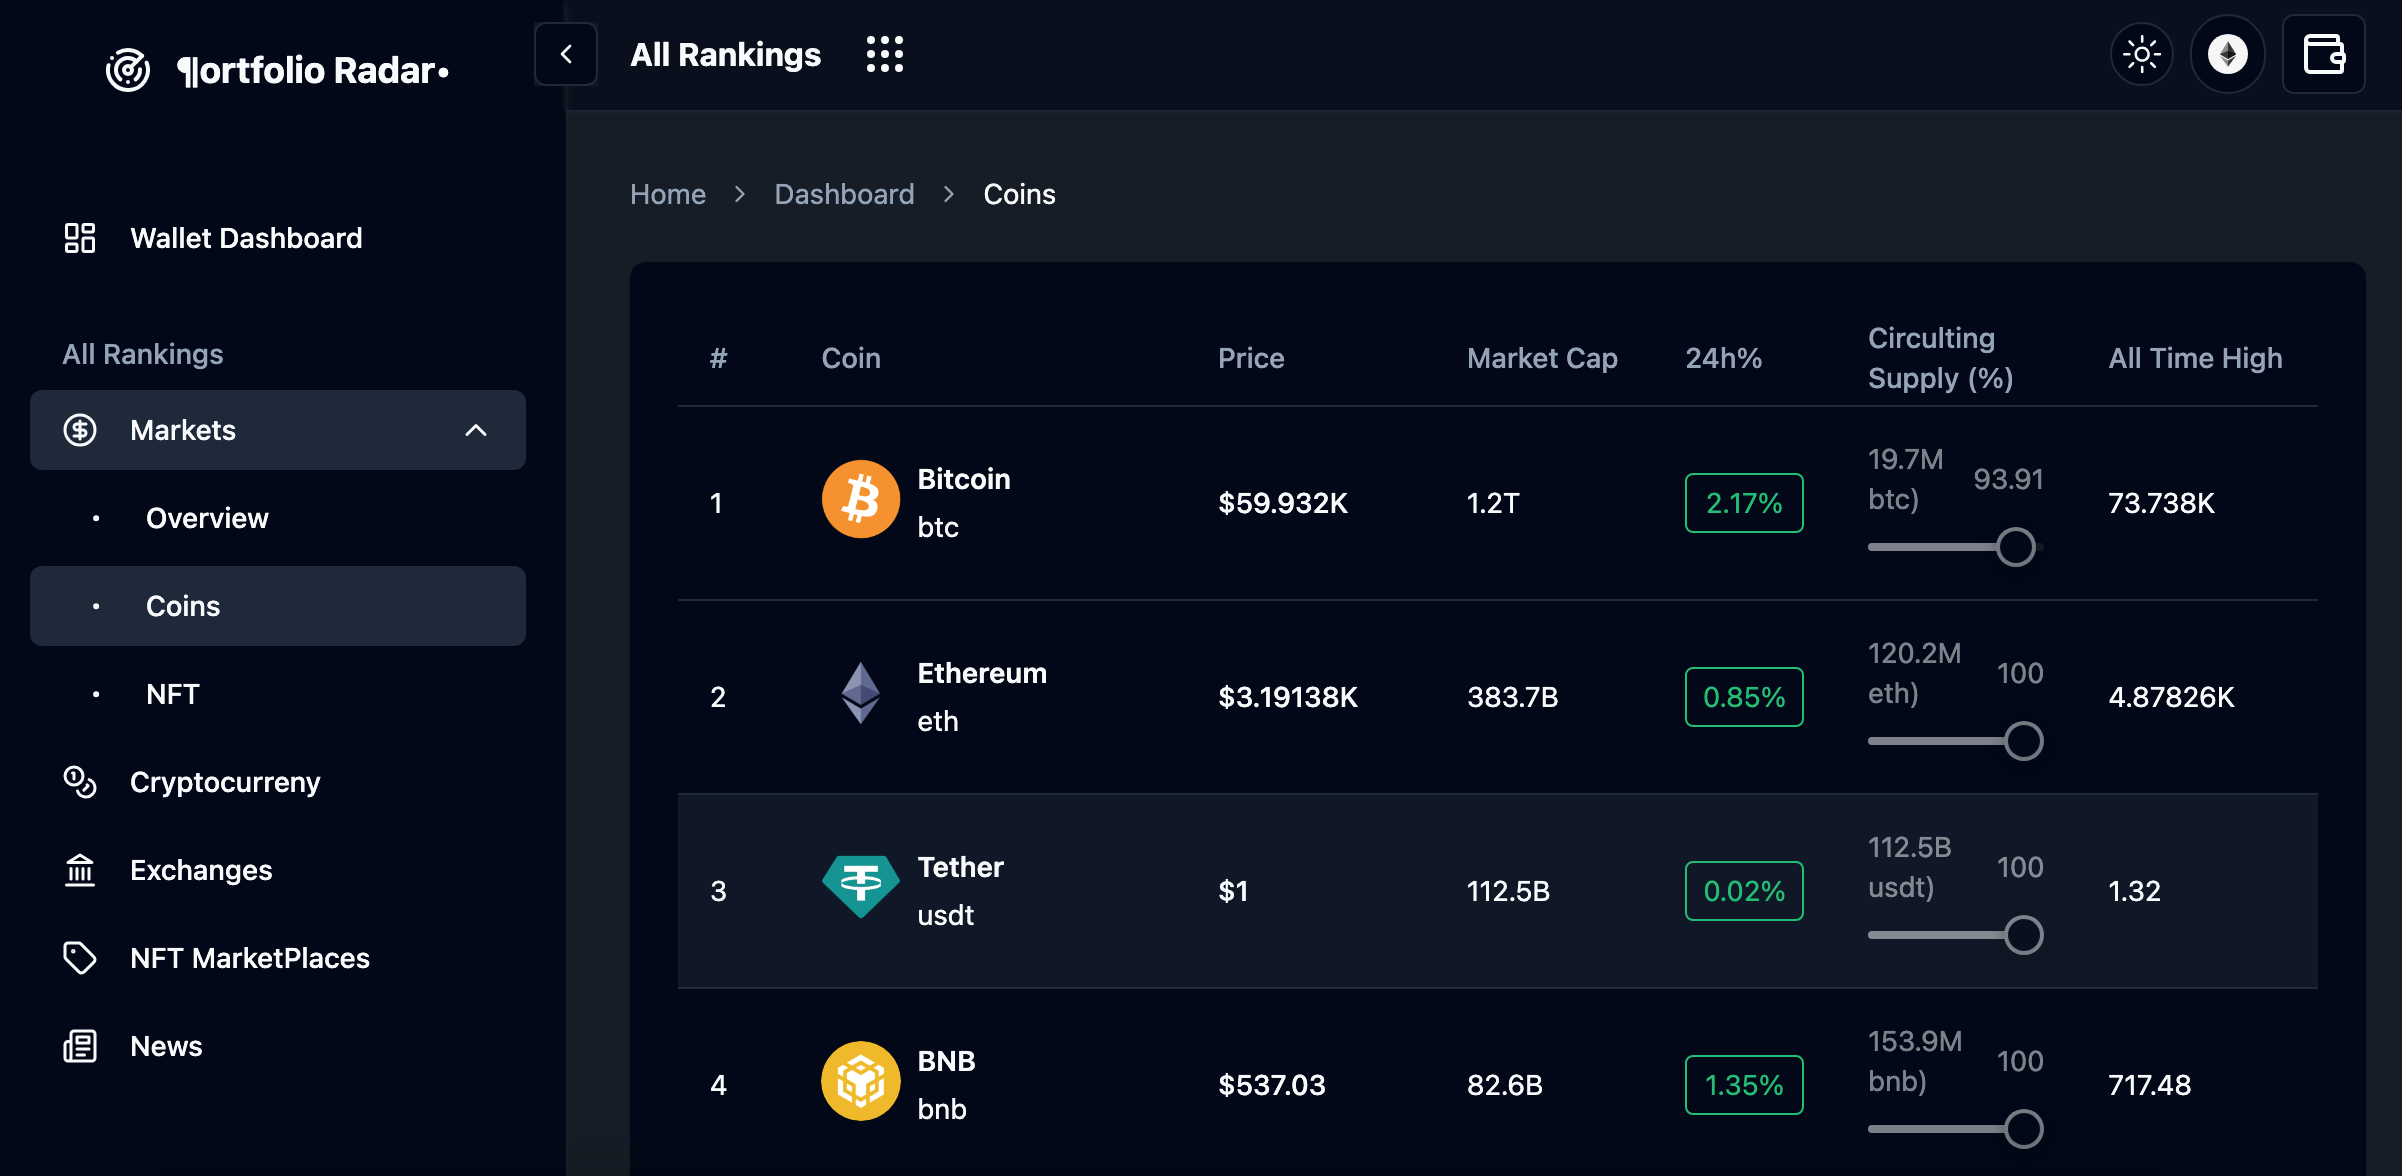 ¶ortfolio Radar•
All Rankings
Wallet Dashboard
All Rankings
Markets
Overview
Coins
NFT
Cryptocurreny
Exchanges
NFT MarketPlaces
News
Home > Dashboard > Coins
# Coin Price Market Cap 24h% Circulting Supply (%) All Time High
1 Bitcoin btc $59.932K 1.2T 2.17% 19.7M btc) 93.91 73.738K
2 Ethereum eth $3.19138K 383.7B 0.85% 120.2M eth) 100 4.87826K
3 Tether usdt $1 112.5B 0.02% 112.5B usdt) 100 1.32
4 BNB bnb $537.03 82.6B 1.35% 153.9M bnb) 100 717.48